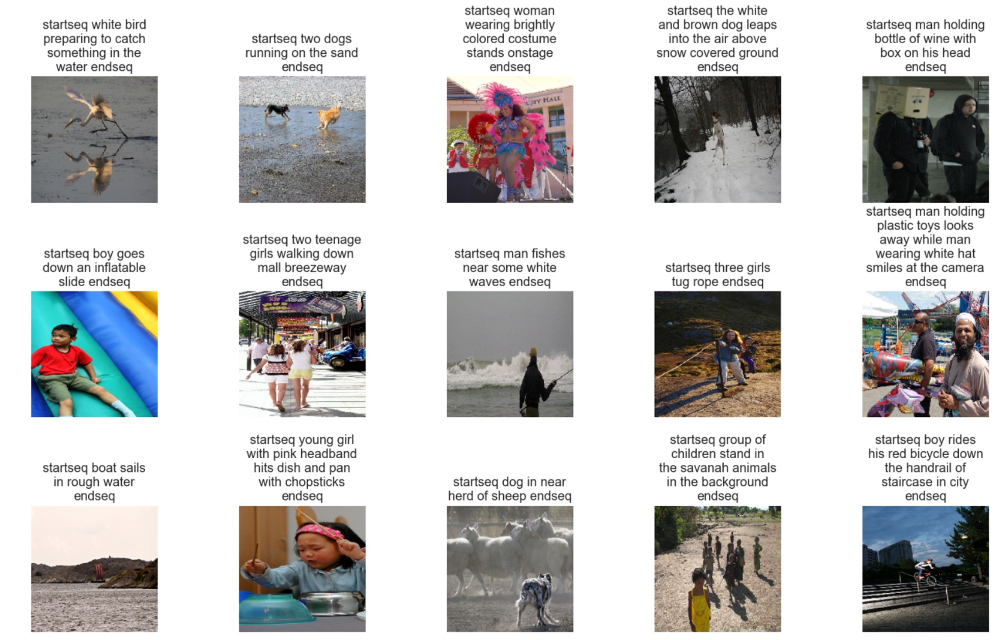 startseq white bird
preparing to catch
something in the
water endseq
startseq two dogs
running on the sand
endseq
startseq woman
wearing brightly
colored costume
stands onstage
endseq
startseq the white
and brown dog leaps
into the air above
snow covered ground
endseq
startseq man holding
bottle of wine with
box on his head
endseq
HALL
startseq boy goes
down an inflatable
slide endseq
startseq two teenage
girls walking down
mall breezeway
endseq
startseq man fishes
near some white
waves endseq
startseq three girls
tug rope endseq
startseq man holding
plastic toys looks
away while man
wearing white hat
smiles at the camera
endseq
startseq boat sails
in rough water
endseq
startseq young girl
with pink headband
hits dish and pan
with chopsticks
endseq
startseq dog in near
herd of sheep endseq
startseq group of
children stand in
the savanah animals
in the background
endseq
startseq boy rides
his red bicycle down
the handrail of
staircase in city
endseq